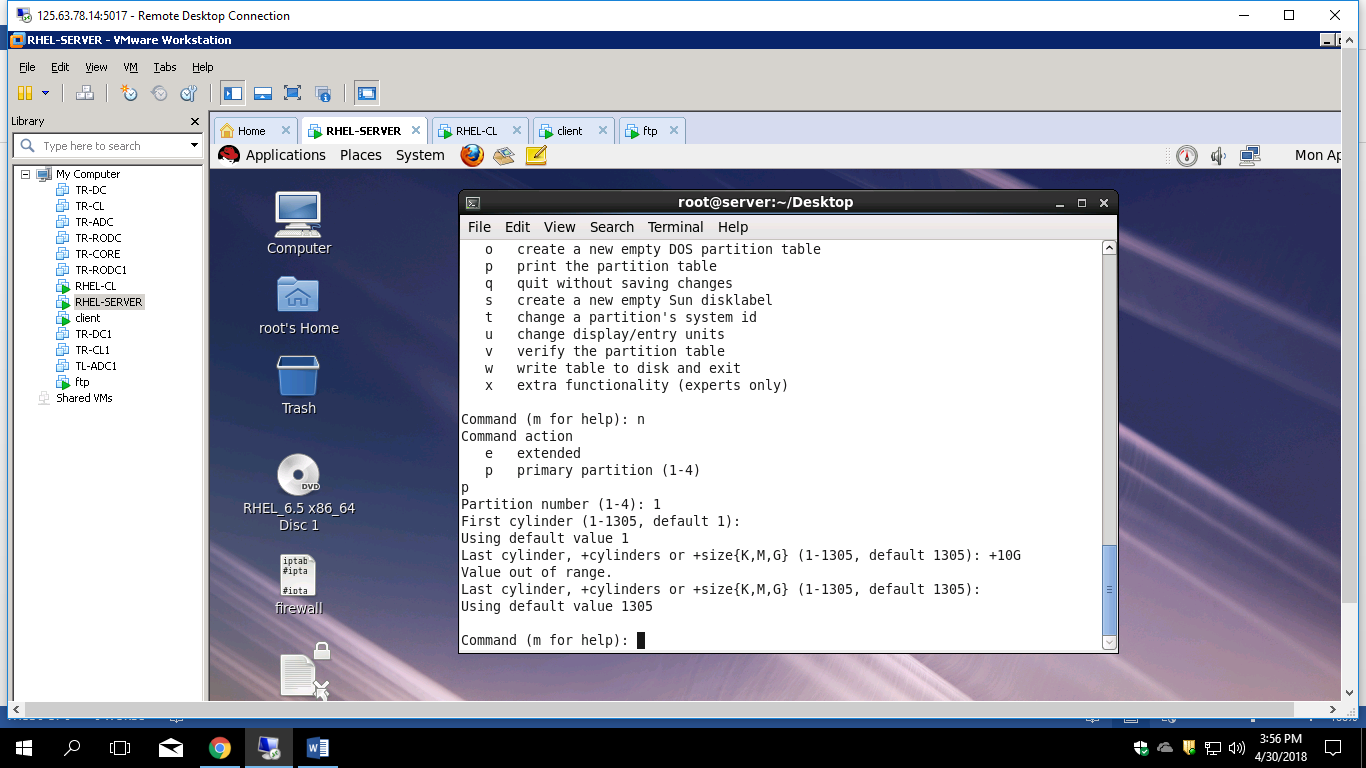 125.63.78.14:5017 - Remote Desktop Connection
RHEL-SERVER - VMware Workstation
File Edit View VM Tabs Help
Library
Type here to search
My Computer
TR-DC
TR-CL
TR-ADC
TR-RODC
TR-CORE
TR-RODC1
RHEL-CL
RHEL-SERVER
client
TR-DC1
TR-CL1
TL-ADC1
ftp
Shared VMs
Home RHEL-SERVER RHEL-CL client ftp
Applications Places System Mon Ap
Computer
root's Home
Trash
DVD
RHEL_6.5 x86_64
Disc 1
iptab
#ipta
#ipta
firewall
root@server:~/Desktop
File Edit View Search Terminal Help
o create a new empty DOS partition table
p print the partition table
q quit without saving changes
s create a new empty Sun disklabel
t change a partition's system id
u change display/entry units
v verify the partition table
w write table to disk and exit
x extra functionality (experts only)
Command (m for help): n
Command action
e extended
p primary partition (1-4)
p
Partition number (1-4): 1
First cylinder (1-1305, default 1):
Using default value 1
Last cylinder, +cylinders or +size{K,M,G} (1-1305, default 1305): +10G
Value out of range.
Last cylinder, +cylinders or +size{K,M,G} (1-1305, default 1305):
Using default value 1305
Command (m for help):
3:56 PM
4/30/2018